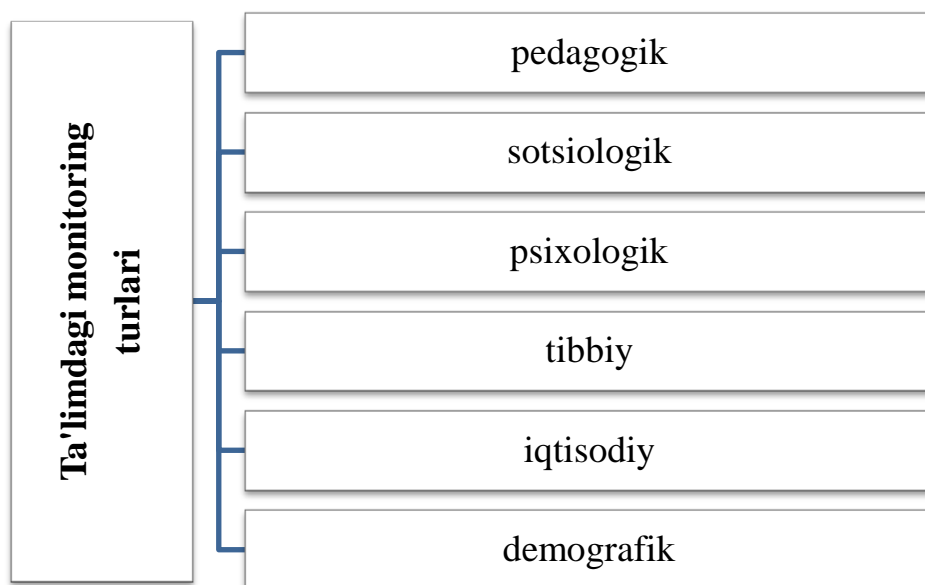 Ta'limdagi monitoring
turlari
pedagogik
sotsiologik
psixologik
tibbiy
iqtisodiy
demografik